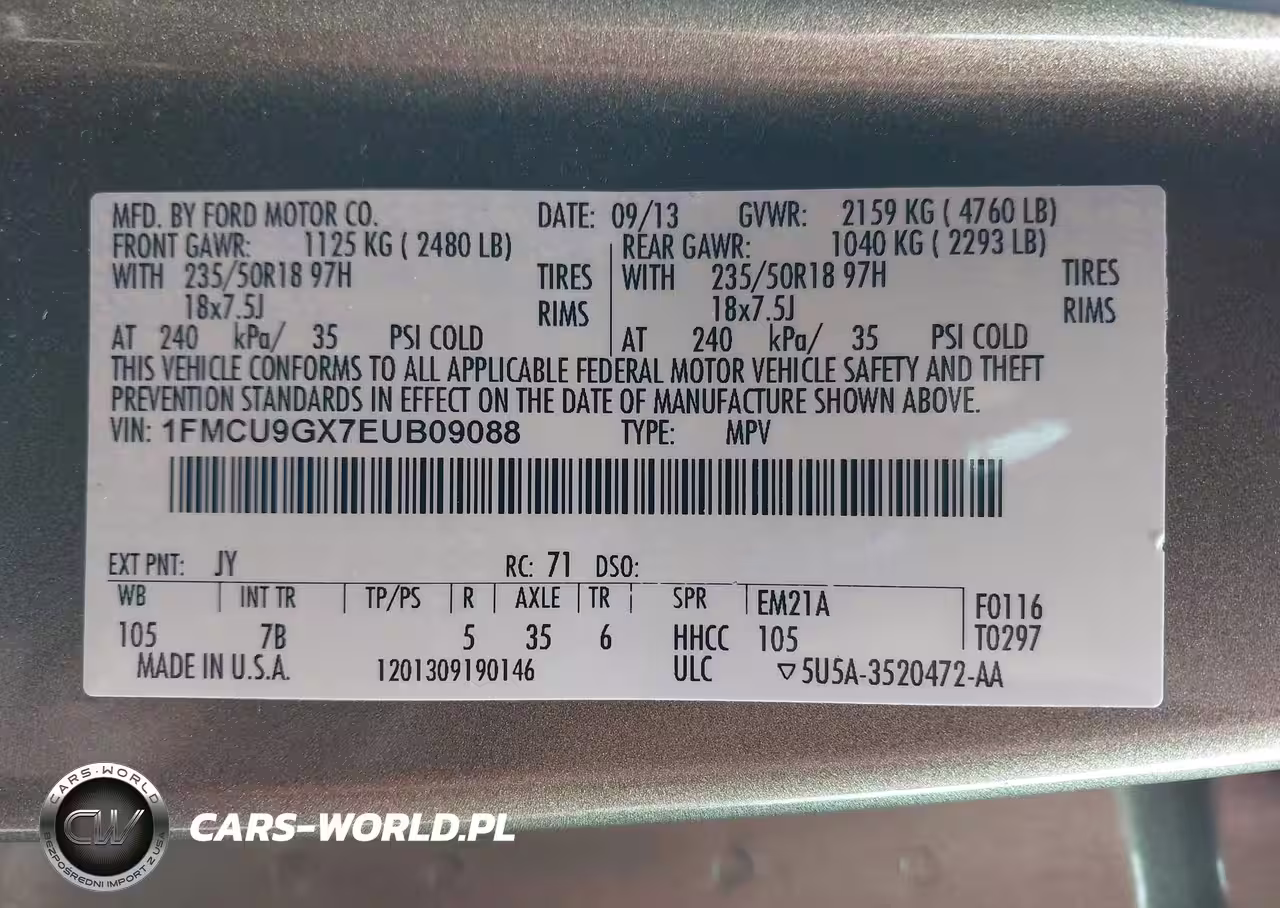 MFD. BY FORD MOTOR CO. DATE: 09/13 GVWR: 2159 KG ( 4760 LB)
FRONT GAWR: 1125 KG ( 2480 LB) REAR GAWR: 1040 KG ( 2293 LB)
WITH 235/50R18 97H TIRES WITH 235/50R18 97H TIRES
18x7.5J RIMS 18x7.5J RIMS
AT 240 kPa/ 35 PSI COLD AT 240 kPa/ 35 PSI COLD
THIS VEHICLE CONFORMS TO ALL APPLICABLE FEDERAL MOTOR VEHICLE SAFETY AND THEFT
PREVENTION STANDARDS IN EFFECT ON THE DATE OF MANUFACTURE SHOWN ABOVE.
VIN: 1FMCU9GX7EUB09088 TYPE: MPV
EXT PNT: JY RC: 71 DSO:
WB INT TR TP/PS R AXLE TR SPR EM21A F0116
105 7B 5 35 6 HHCC 105 T0297
MADE IN U.S.A. 1201309190146 ULC ▽5U5A-3520472-AA
CARS-WORLD
CW
BEZPOŚREDNI IMPORT Z USA
CARS-WORLD.PL